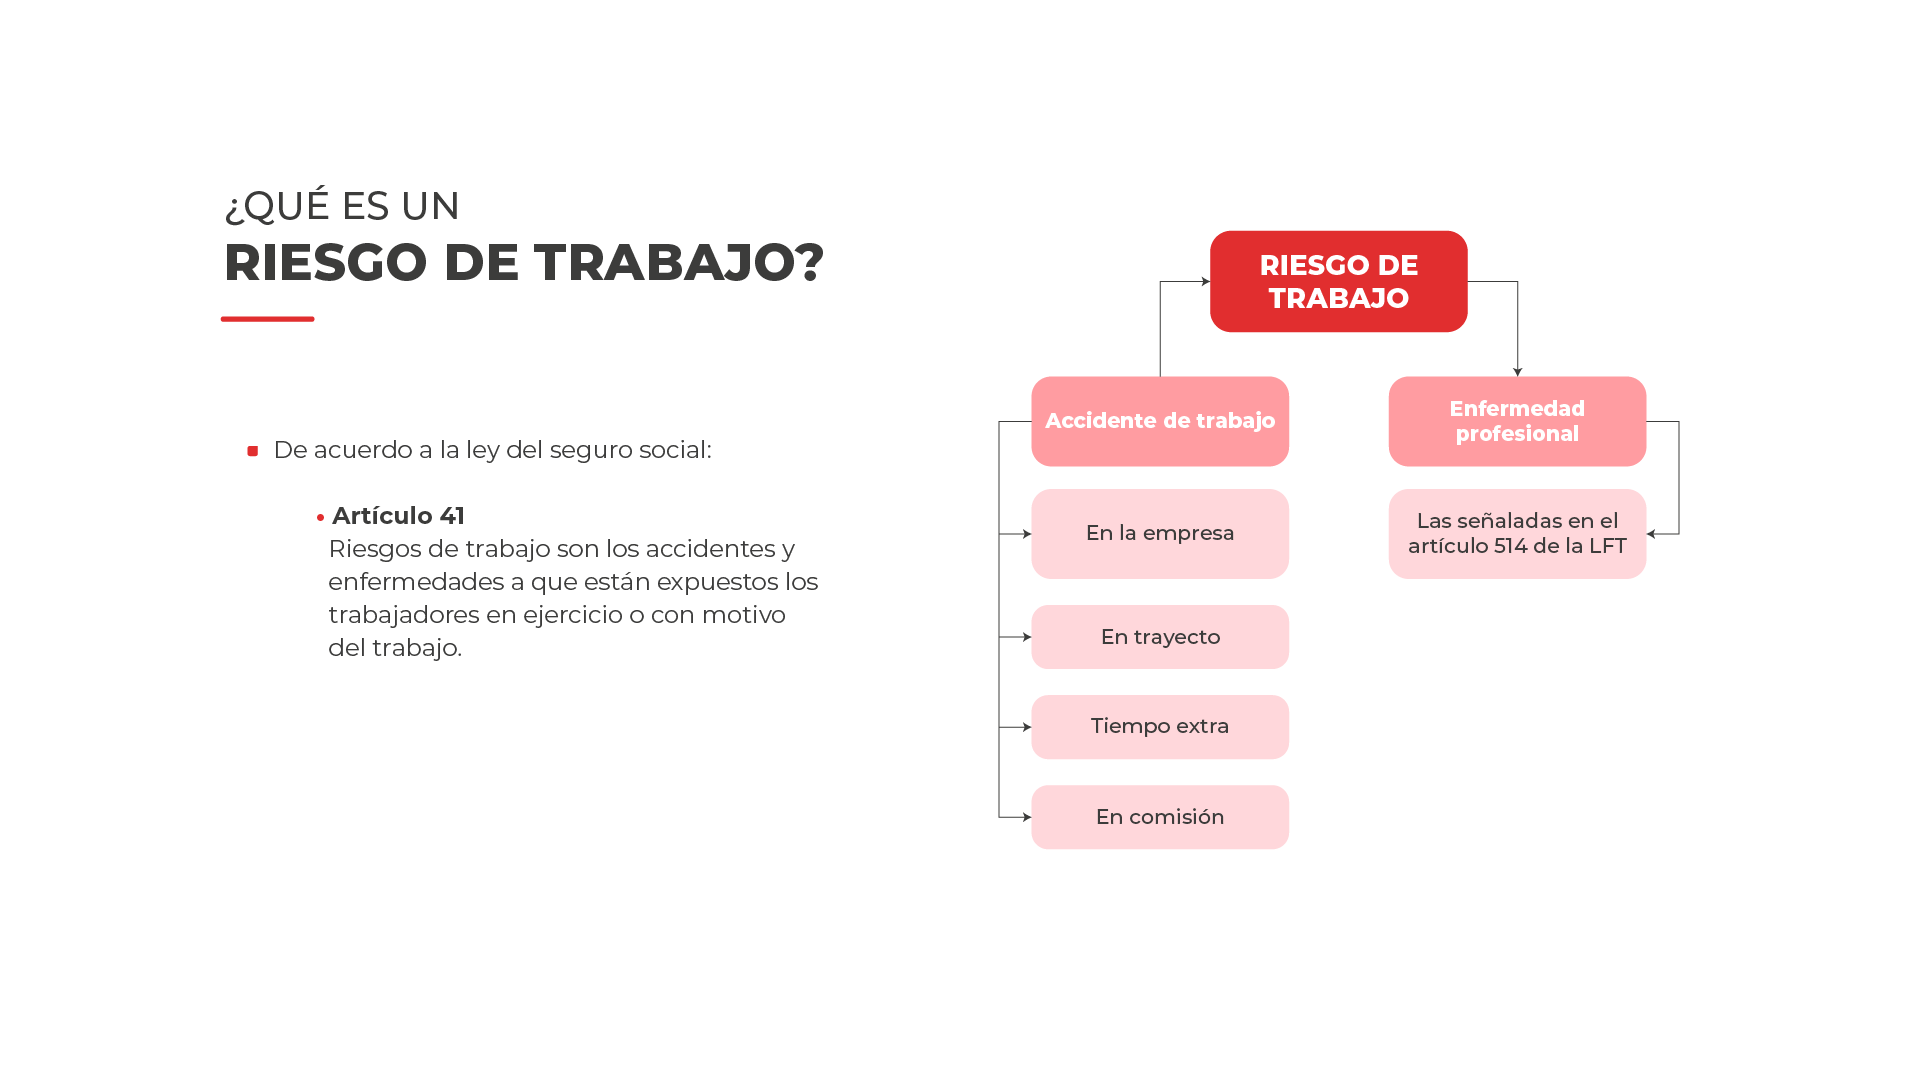 ¿QUÉ ES UN
RIESGO DE TRABAJO?
De acuerdo a la ley del seguro social:
• Artículo 41
Riesgos de trabajo son los accidentes y
enfermedades a que están expuestos los
trabajadores en ejercicio o con motivo
del trabajo.
RIESGO DE
TRABAJO
Accidente de trabajo
En la empresa
En trayecto
Tiempo extra
En comisión
Enfermedad
profesional
Las señaladas en el
artículo 514 de la LFT